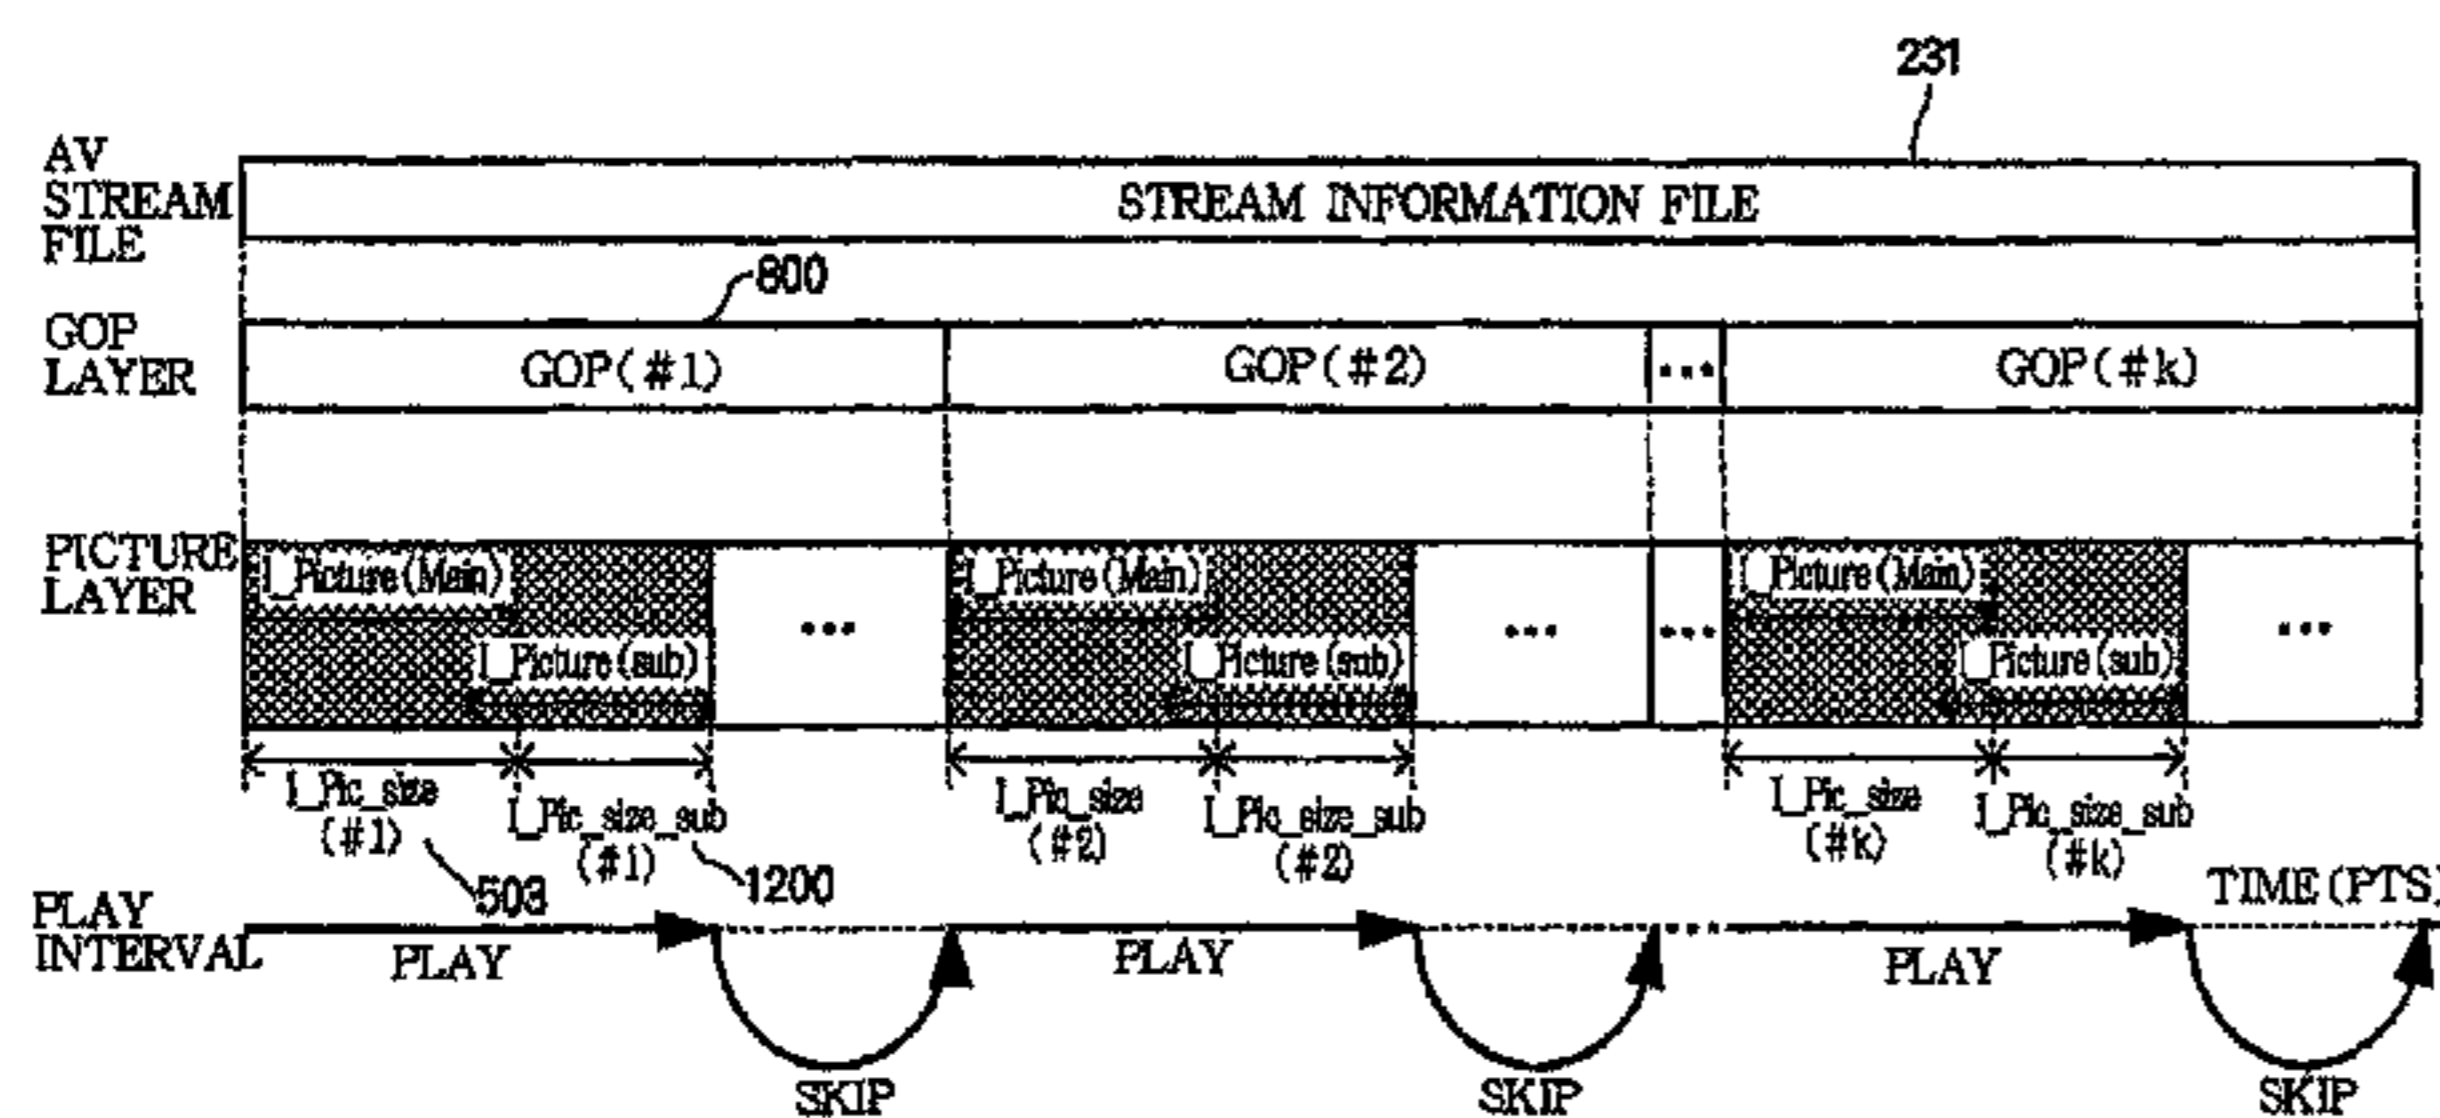 231
AV
STREAM
FILE
STREAM INFORMATION FILE
800
GOP
LAYER
GOP(#1)
GOP(#2)
...
GOP(#k)
PICTURE
LAYER
I_Picture(Main)
I_Picture(sub)
...
I_Picture(Main)
I_Picture(sub)
...
...
I_Picture(Main)
I_Picture(sub)
...
I_Pic_size
(#1)
I_Pic_size_sub
(#1)
I_Pic_size
(#2)
I_Pic_size_sub
(#2)
I_Pic_size
(#k)
I_Pic_size_sub
(#k)
503
1200
TIME(PTS)
PLAY
INTERVAL
PLAY
PLAY
PLAY
SKIP
SKIP
SKIP